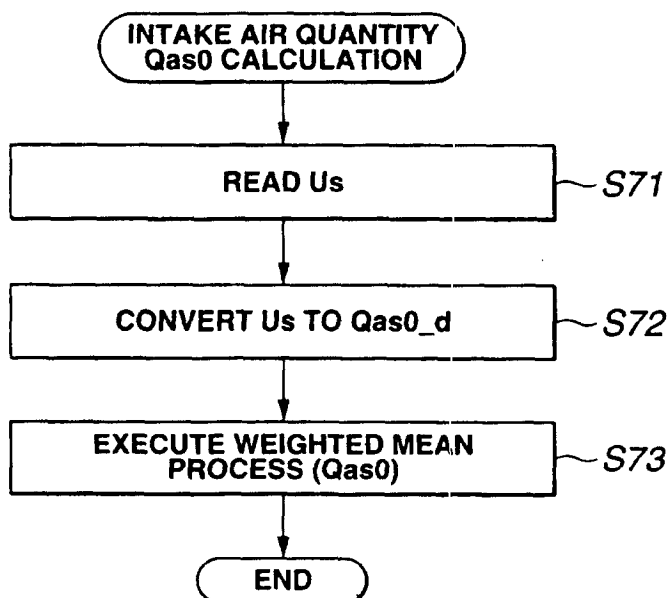 INTAKE AIR QUANTITY
Qas0 CALCULATION
READ Us
S71
CONVERT Us TO Qas0_d
S72
EXECUTE WEIGHTED MEAN
PROCESS (Qas0)
S73
END